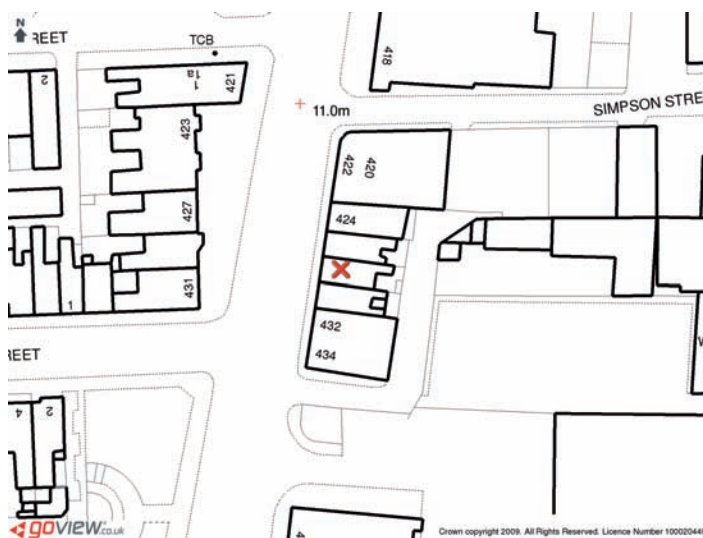 N
REET
TCB
418
2
1
1a
421
11.0m
SIMPSON STRE
423
422
420
424
427
431
1
432
434
REET
4
2
W
4
goview.co.uk
Crown copyright 2009. All Rights Reserved. Licence Number 10002044